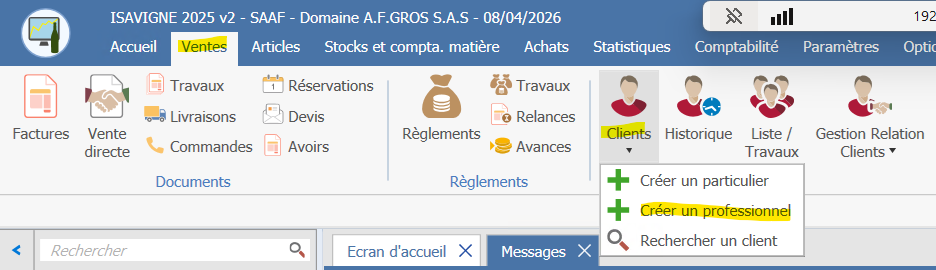 ISAVIGNE 2025 v2 - SAAF - Domaine A.F.GROS S.A.S - 08/04/2026
192
Accueil Ventes Articles Stocks et compta. matière Achats Statistiques Comptabilité Paramètres Optio
Factures
Vente directe
Travaux
Livraisons
Commandes
Réservations
Devis
Avoirs
Documents
Règlements
Travaux
Relances
Avances
Règlements
Clients
Historique
Liste /
Travaux
Gestion Relation
Clients
Créer un particulier
Créer un professionnel
Rechercher un client
Rechercher
Ecran d'accueil
Messages